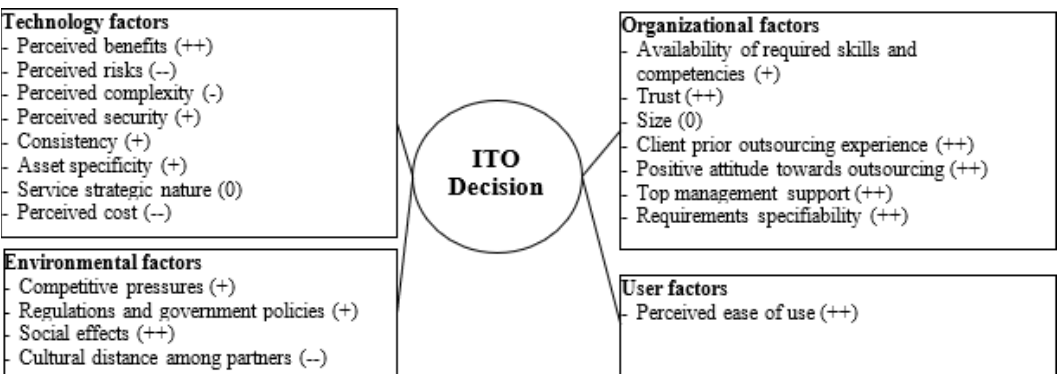 Technology factors
- Perceived benefits (++)
- Perceived risks (--)
- Perceived complexity (-)
- Perceived security (+)
- Consistency (+)
- Asset specificity (+)
- Service strategic nature (0)
- Perceived cost (--)
Environmental factors
- Competitive pressures (+)
- Regulations and government policies (+)
- Social effects (++)
- Cultural distance among partners (--)
ITO
Decision
Organizational factors
- Availability of required skills and
competencies (+)
- Trust (++)
- Size (0)
- Client prior outsourcing experience (++)
- Positive attitude towards outsourcing (++)
- Top management support (++)
- Requirements specifiability (++)
User factors
- Perceived ease of use (++)